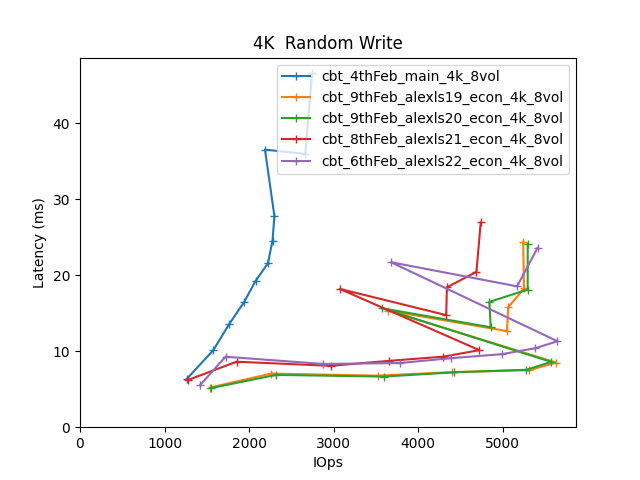 4K  Random Write
cbt_4thFeb_main_4k_8vol
cbt_9thFeb_alexls19_econ_4k_8vol
cbt_9thFeb_alexls20_econ_4k_8vol
cbt_8thFeb_alexls21_econ_4k_8vol
cbt_6thFeb_alexls22_econ_4k_8vol
Latency (ms)
40
30
20
10
0
0 1000 2000 3000 4000 5000
IOps